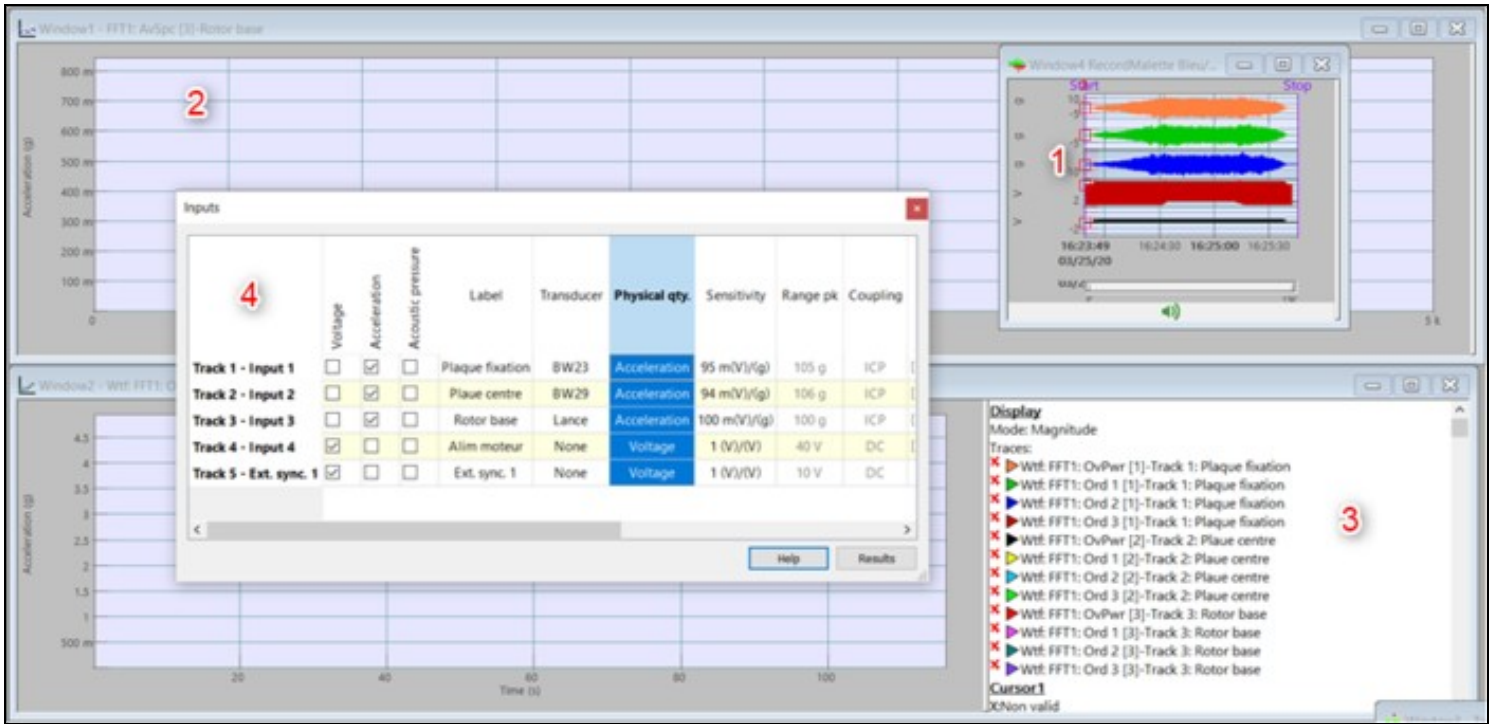 Window1 - FFT1: AvSpc [3]-Rotor base
Acceleration (g)
800 m
700 m
600 m
500 m
400 m
300 m
200 m
100 m
0
5 k
2
Window4 RecordMalette Bleu/...
Start
Stop
1
16:23:49 16:24:30 16:25:00 16:25:30
03/25/20
Inputs
4
Voltage Acceleration Acoustic pressure Label Transducer Physical qty. Sensitivity Range pk Coupling
Track 1 - Input 1 Plaque fixation BW23 Acceleration 95 m(V)/(g) 105 g ICP
Track 2 - Input 2 Plaue centre BW29 Acceleration 94 m(V)/(g) 106 g ICP
Track 3 - Input 3 Rotor base Lance Acceleration 100 m(V)/(g) 100 g ICP
Track 4 - Input 4 Alim moteur None Voltage 1 (V)/(V) 40 V DC
Track 5 - Ext. sync. 1 Ext. sync. 1 None Voltage 1 (V)/(V) 10 V DC
Help Results
Window2 - Wtf: FFT1:
Acceleration (g)
4.5
4
3.5
3
2.5
2
1.5
1
500 m
20 40 60 80 100
Time (s)
Display
Mode: Magnitude
Traces:
Wtf: FFT1: OvPwr [1]-Track 1: Plaque fixation
Wtf: FFT1: Ord 1 [1]-Track 1: Plaque fixation
Wtf: FFT1: Ord 2 [1]-Track 1: Plaque fixation
Wtf: FFT1: Ord 3 [1]-Track 1: Plaque fixation
Wtf: FFT1: OvPwr [2]-Track 2: Plaue centre
Wtf: FFT1: Ord 1 [2]-Track 2: Plaue centre
Wtf: FFT1: Ord 2 [2]-Track 2: Plaue centre
Wtf: FFT1: Ord 3 [2]-Track 2: Plaue centre
Wtf: FFT1: OvPwr [3]-Track 3: Rotor base
Wtf: FFT1: Ord 1 [3]-Track 3: Rotor base
Wtf: FFT1: Ord 2 [3]-Track 3: Rotor base
Wtf: FFT1: Ord 3 [3]-Track 3: Rotor base
3
Cursor1
X:Non valid